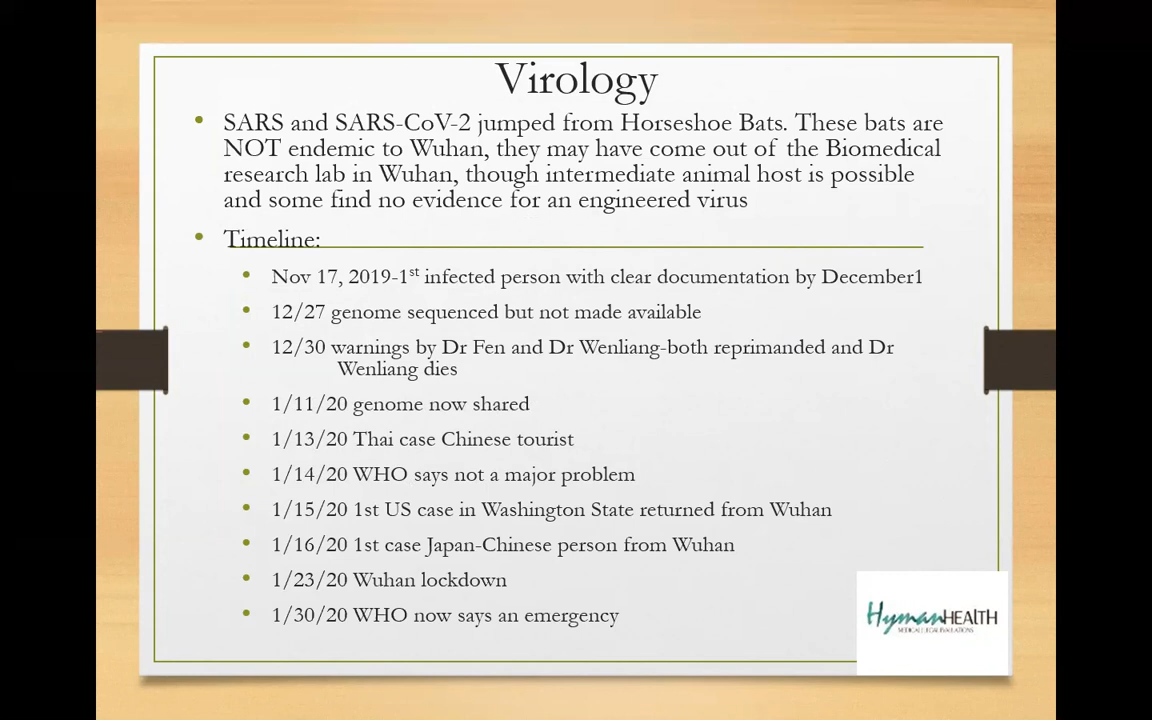 Virology
• SARS and SARS-CoV-2 jumped from Horseshoe Bats. These bats are
NOT endemic to Wuhan, they may have come out of the Biomedical
research lab in Wuhan, though intermediate animal host is possible
and some find no evidence for an engineered virus
• Timeline:
• Nov 17, 2019-1st infected person with clear documentation by December1
• 12/27 genome sequenced but not made available
• 12/30 warnings by Dr Fen and Dr Wenliang-both reprimanded and Dr
Wenliang dies
• 1/11/20 genome now shared
• 1/13/20 Thai case Chinese tourist
• 1/14/20 WHO says not a major problem
• 1/15/20 1st US case in Washington State returned from Wuhan
• 1/16/20 1st case Japan-Chinese person from Wuhan
• 1/23/20 Wuhan lockdown
• 1/30/20 WHO now says an emergency
HymanHEALTH
MEDICAL LEGAL EVALUATIONS